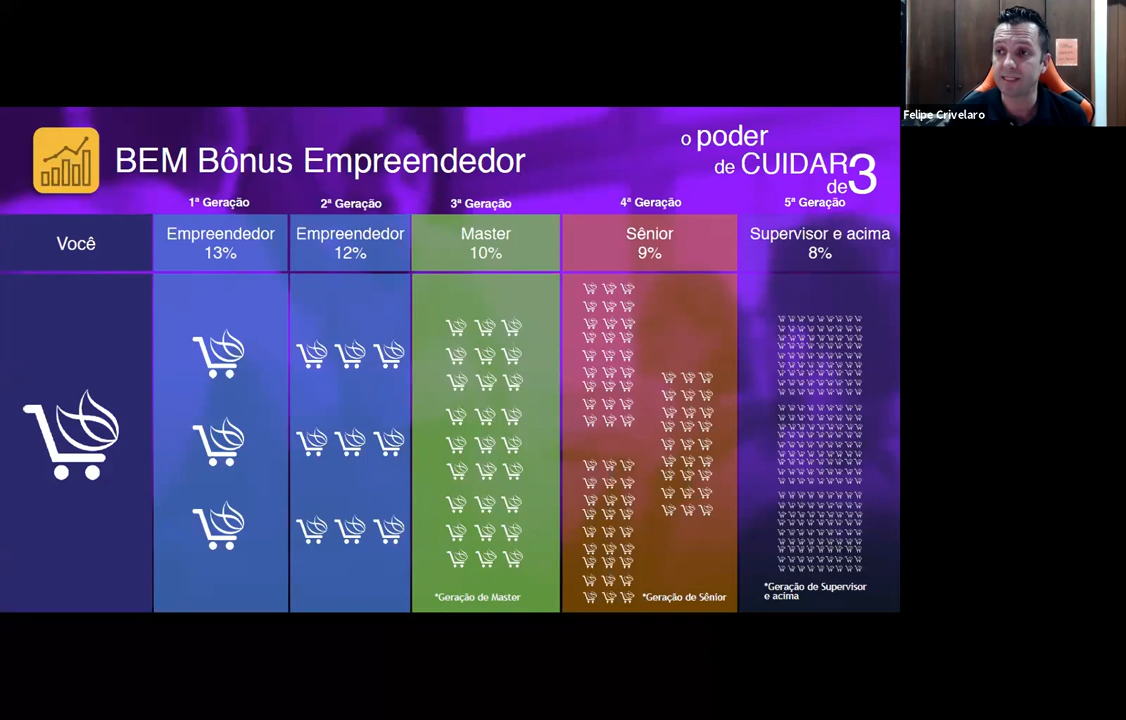 Felipe Crivelaro
BEM Bônus Empreendedor
o poder
de CUIDAR
de 3
1ª Geração
2ª Geração
3ª Geração
4ª Geração
5ª Geração
Você
Empreendedor
13%
Empreendedor
12%
Master
10%
Sênior
9%
Supervisor e acima
8%
*Geração de Master
*Geração de Sênior
*Geração de Supervisor
e acima